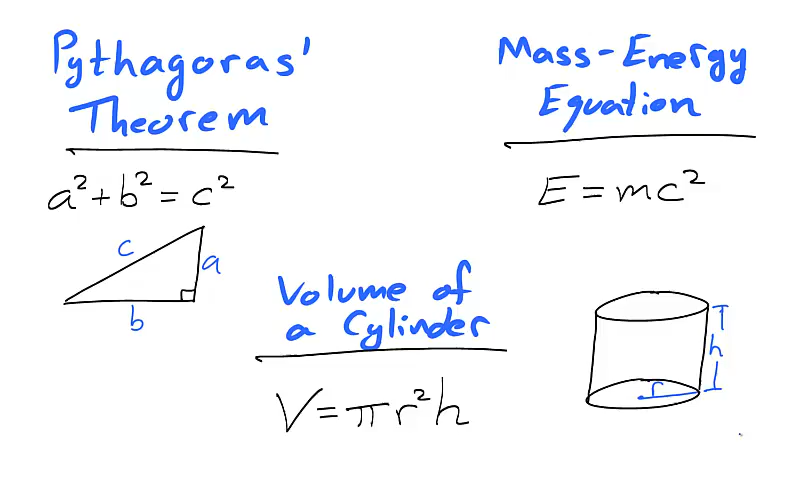 Pythagoras'
Theorem
a² + b² = c²
c
a
b
Mass-Energy
Equation
E = mc²
Volume of
a Cylinder
V = πr²h
h
r